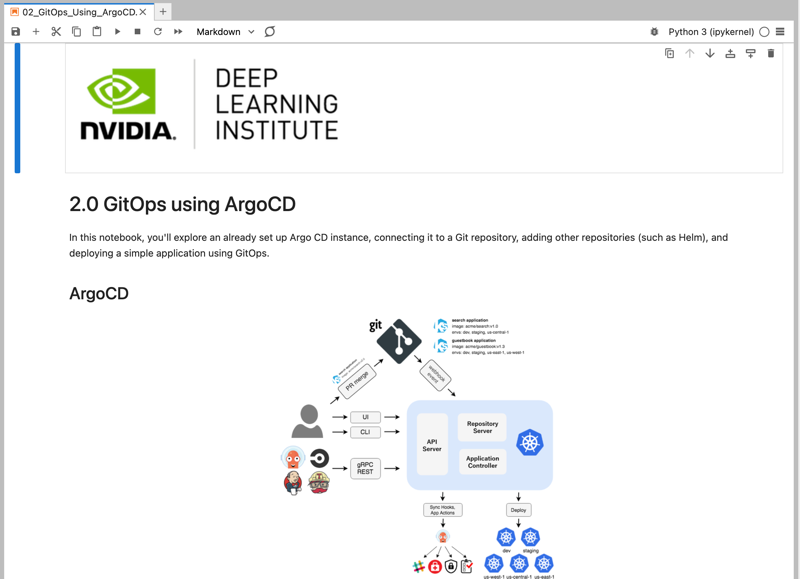 02_GitOps_Using_ArgoCD.
Markdown
Python 3 (ipykernel)
NVIDIA.
DEEP
LEARNING
INSTITUTE
2.0 GitOps using ArgoCD
In this notebook, you'll explore an already set up Argo CD instance, connecting it to a Git repository, adding other repositories (such as Helm), and
deploying a simple application using GitOps.
ArgoCD
git
search application
image: acme/search:v1.0
envs: dev, staging, us-central-1
guestbook application
image: acme/guestbook:v1.3
envs: dev, staging, us-east-1, us-west-1
search application
PR merge
webhook
event
UI
CLI
gRPC
REST
API
Server
Repository
Server
Application
Controller
Sync Hooks,
App Actions
Deploy
dev
staging
us-west-1
us-central-1
us-east-1